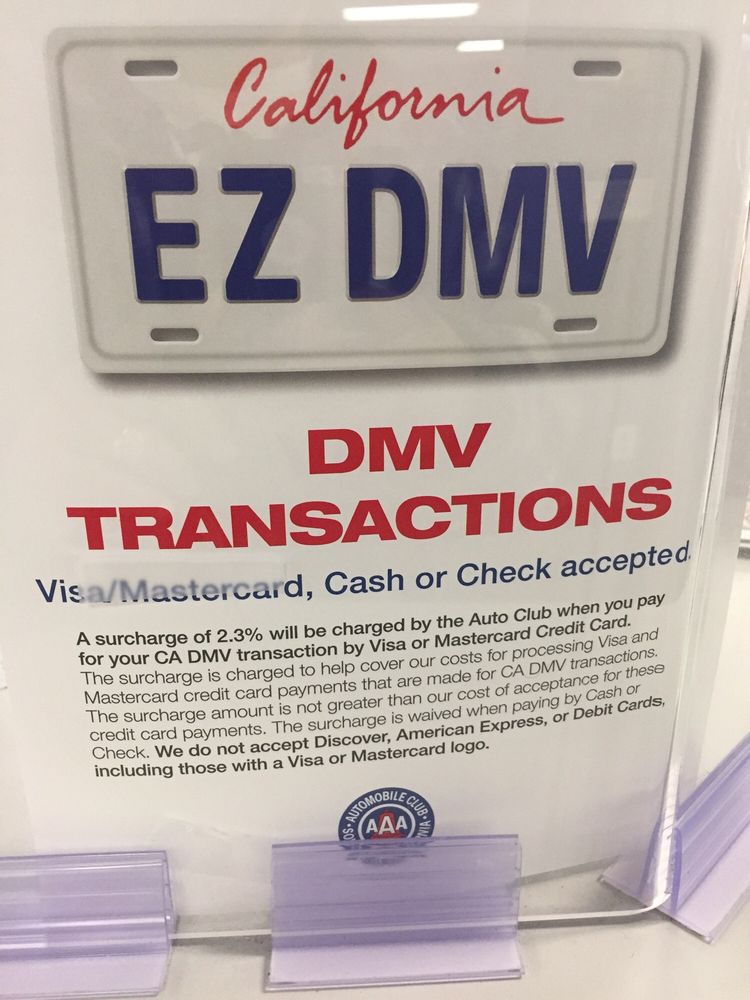 California
EZ DMV
DMV
TRANSACTIONS
Visa/Mastercard, Cash or Check accepted.
A surcharge of 2.3% will be charged by the Auto Club when you pay
for your CA DMV transaction by Visa or Mastercard Credit Card.
The surcharge is charged to help cover our costs for processing Visa and
Mastercard credit card payments that are made for CA DMV transactions.
The surcharge amount is not greater than our cost of acceptance for these
credit card payments. The surcharge is waived when paying by Cash or
Check. We do not accept Discover, American Express, or Debit Cards,
including those with a Visa or Mastercard logo.
AUTOMOBILE CLUB
AAA